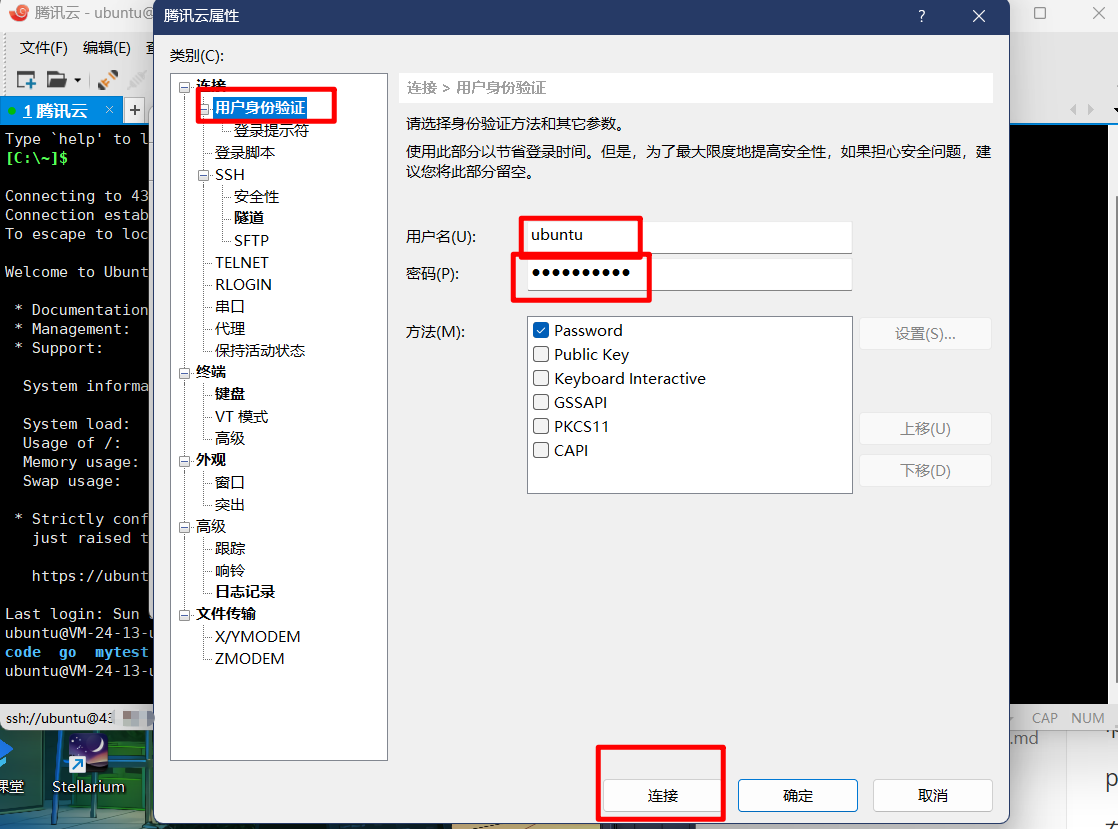 腾讯云 - ubuntu@
腾讯云属性
?
文件(F) 编辑(E)
1 腾讯云
Type `help' to l
[C:\~]$
Connecting to 43
Connection estab
To escape to loc
Welcome to Ubunt
* Documentation
* Management:
* Support:
System informa
System load:
Usage of /:
Memory usage:
Swap usage:
* Strictly conf
just raised t
https://ubunt
Last login: Sun
ubuntu@VM-24-13-u
code go mytest
ubuntu@VM-24-13-u
ssh://ubuntu@43
课堂
Stellarium
类别(C):
连接
用户身份验证
登录提示符
登录脚本
SSH
安全性
隧道
SFTP
TELNET
RLOGIN
串口
代理
保持活动状态
终端
键盘
VT 模式
高级
外观
窗口
突出
高级
跟踪
响铃
日志记录
文件传输
X/YMODEM
ZMODEM
连接 > 用户身份验证
请选择身份验证方法和其它参数。
使用此部分以节省登录时间。但是，为了最大限度地提高安全性，如果担心安全问题，建
议您将此部分留空。
用户名(U): ubuntu
密码(P): ●●●●●●●●●●
方法(M):
Password
Public Key
Keyboard Interactive
GSSAPI
PKCS11
CAPI
设置(S)...
上移(U)
下移(D)
连接 确定 取消
CAP NUM
.md